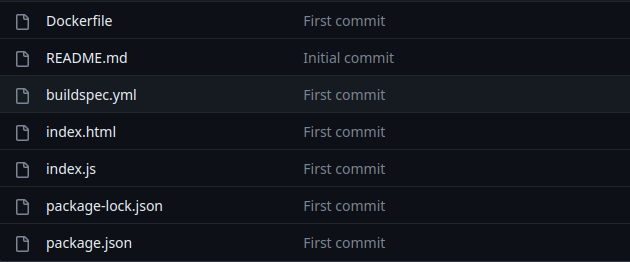 Dockerfile First commit
README.md Initial commit
buildspec.yml First commit
index.html First commit
index.js First commit
package-lock.json First commit
package.json First commit